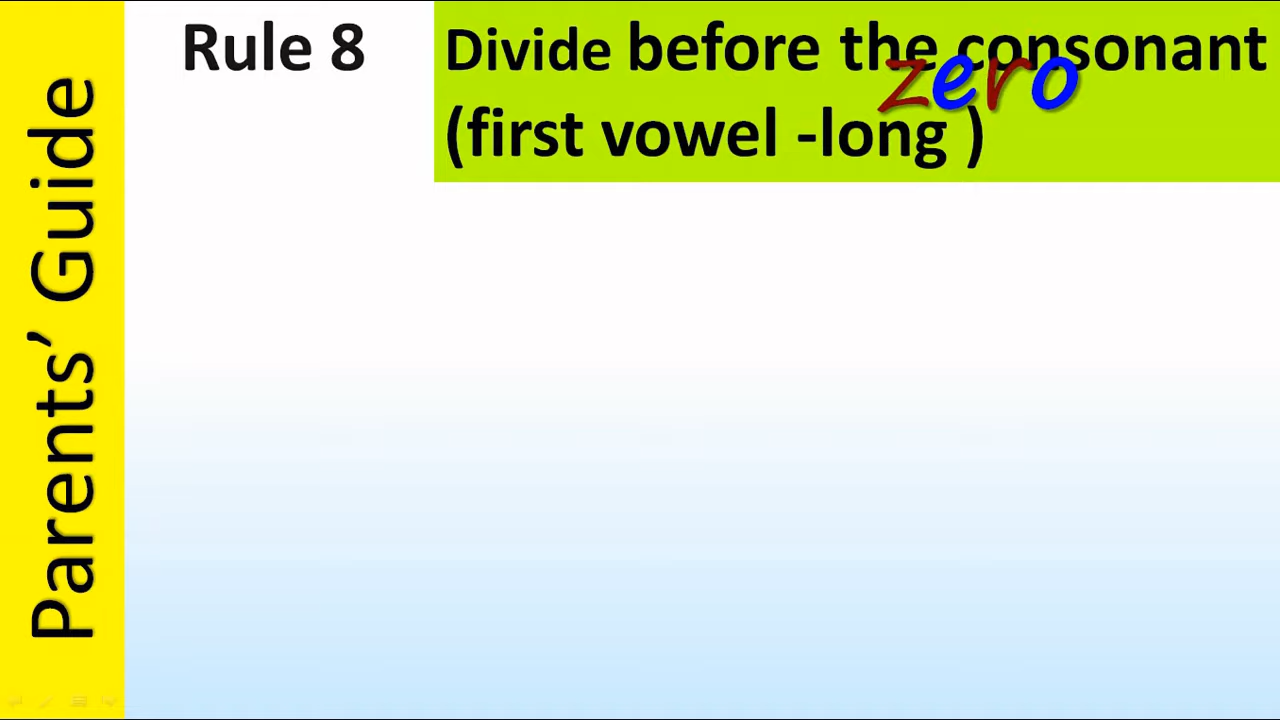 Parents’ Guide
Rule 8
Divide before the consonant
zero
(first vowel -long )